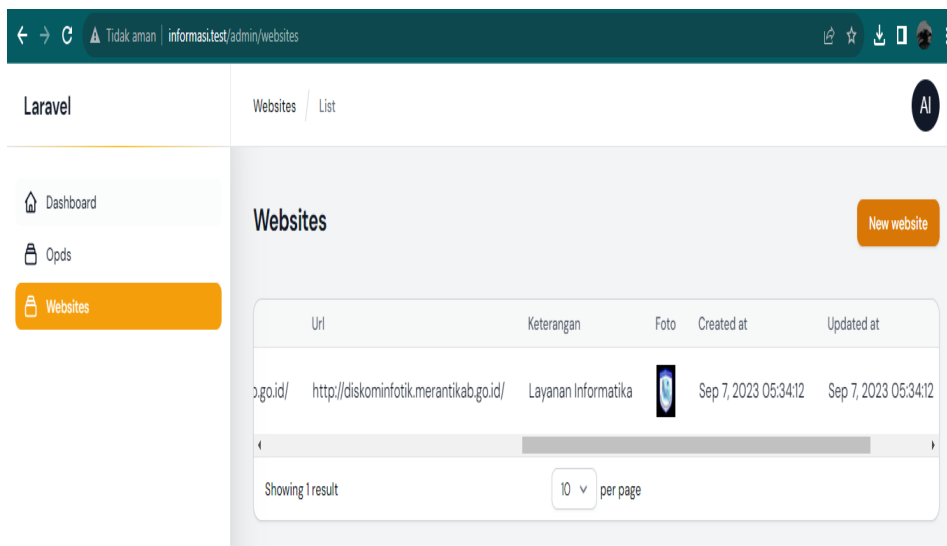 Tidak aman informasi.test/admin/websites
Laravel
Websites / List
AI
Dashboard
Opds
Websites
Websites
New website
Url Keterangan Foto Created at Updated at
o.go.id/ http://diskominfotik.merantikab.go.id/ Layanan Informatika Sep 7, 2023 05:34:12 Sep 7, 2023 05:34:12
Showing 1 result
10 per page